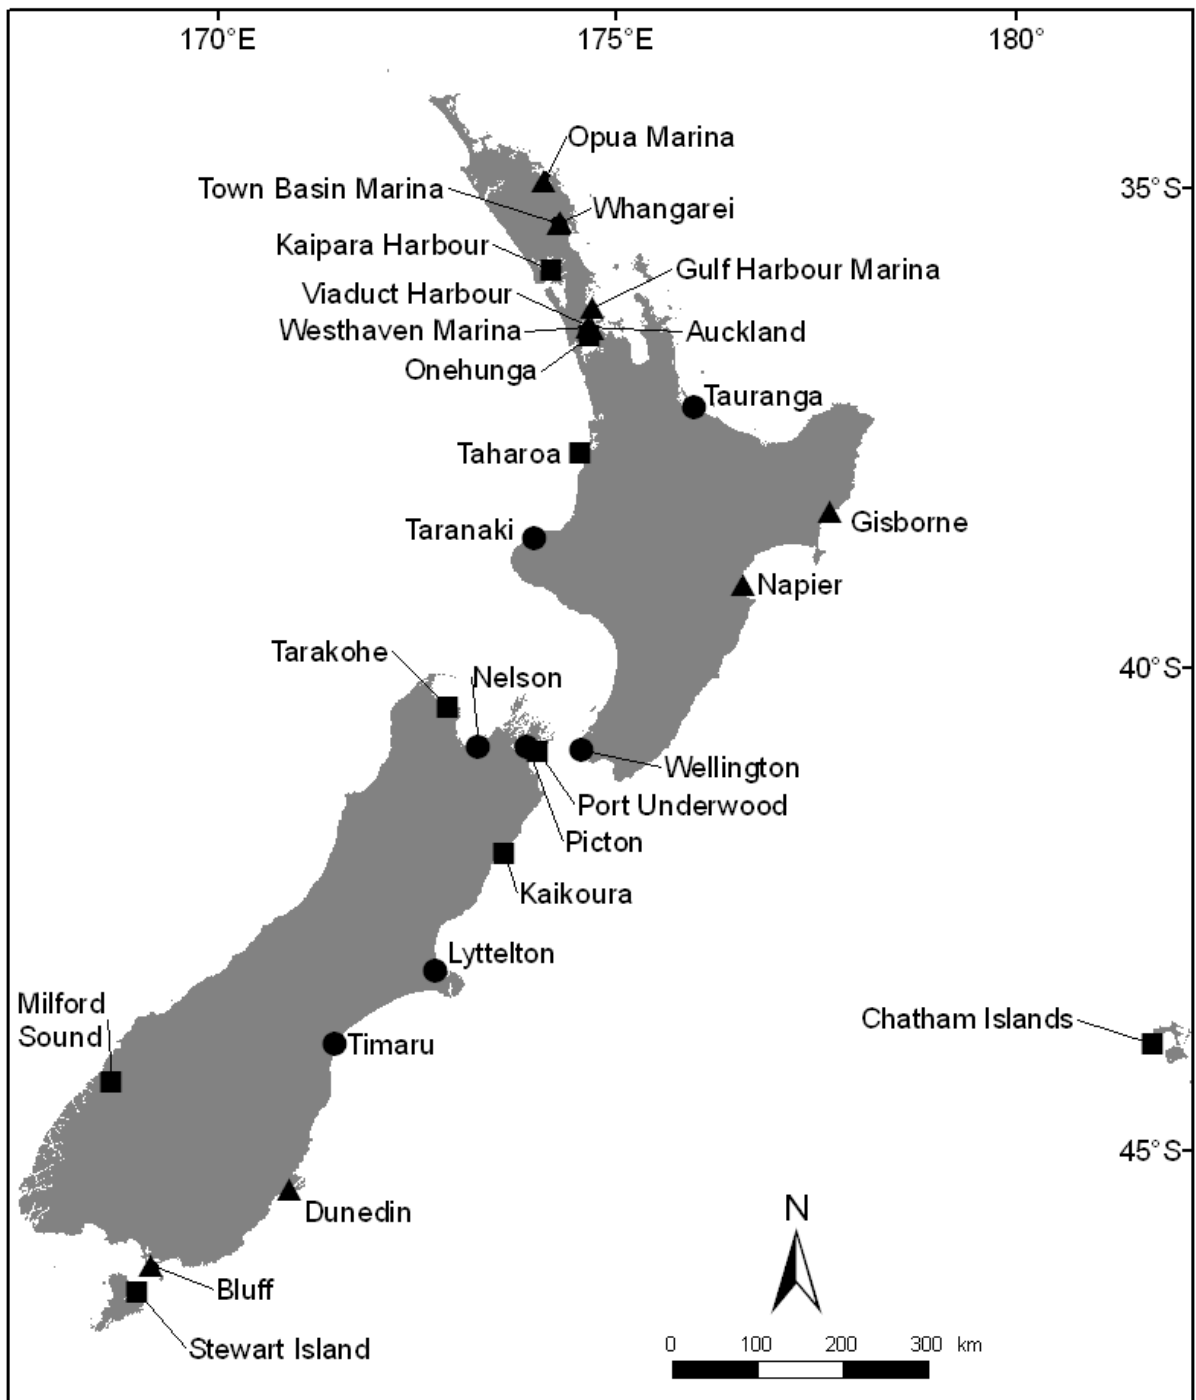 170°E
175°E
180°
Opua Marina
35°S
Town Basin Marina
Whangarei
Kaipara Harbour
Gulf Harbour Marina
Viaduct Harbour
Westhaven Marina
Auckland
Onehunga
Tauranga
Taharoa
Gisborne
Taranaki
Napier
Tarakohe
40°S
Nelson
Wellington
Port Underwood
Picton
Kaikoura
Lyttelton
Milford
Sound
Chatham Islands
Timaru
45°S
Dunedin
N
Bluff
Stewart Island
0 100 200 300 km